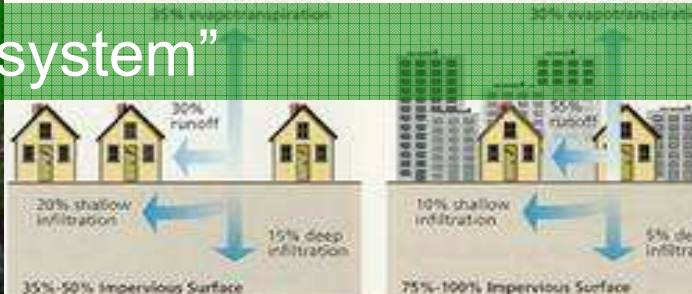 35% evapotranspiration
30% evapotranspirati
system”
30%
runoff
55%
runoff
20% shallow
infiltration
15% deep
infiltration
10% shallow
infiltration
5% de
infiltra
35%-50% Impervious Surface
75%-100% Impervious Surface